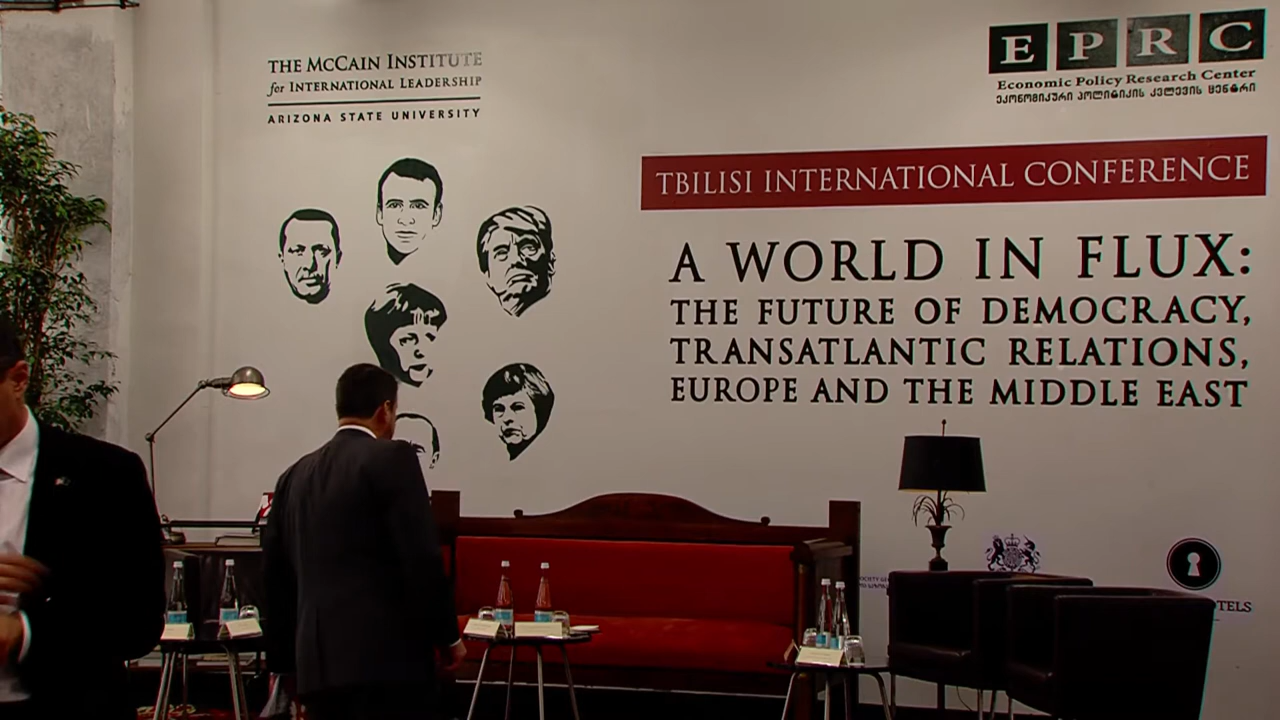 THE MCCAIN INSTITUTE
for INTERNATIONAL LEADERSHIP
ARIZONA STATE UNIVERSITY
EPRC
Economic Policy Research Center
ეკონომიკური პოლიტიკის კვლევის ცენტრი
TBILISI INTERNATIONAL CONFERENCE
A WORLD IN FLUX:
THE FUTURE OF DEMOCRACY,
TRANSATLANTIC RELATIONS,
EUROPE AND THE MIDDLE EAST